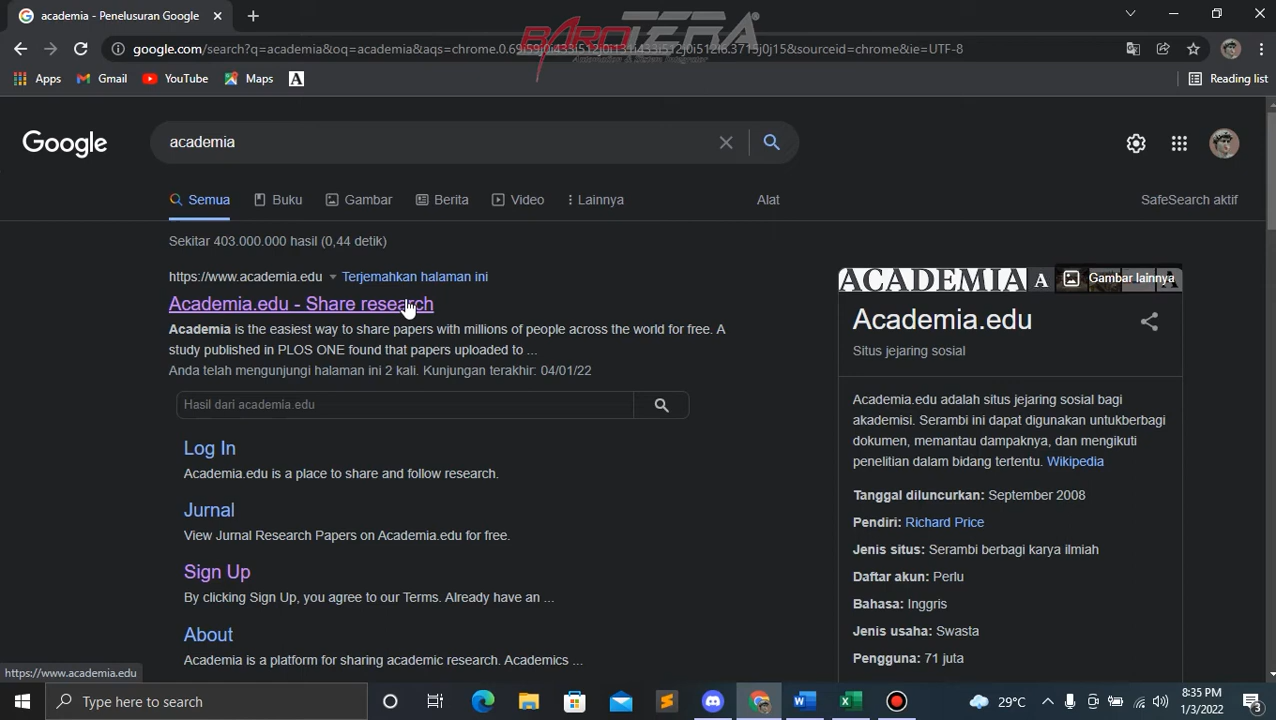 academia - Penelusuran Google
BAROTERA
google.com/search?q=academia&oq=academia&aqs=chrome.0.69i59j0i433i512j0i131i433i512j0i512l6.3715j0j15&sourceid=chrome&ie=UTF-8
Apps Gmail YouTube Maps A Reading list
Google academia
Semua Buku Gambar Berita Video Lainnya Alat SafeSearch aktif
Sekitar 403.000.000 hasil (0,44 detik)
https://www.academia.edu Terjemahkan halaman ini
Academia.edu - Share research
Academia is the easiest way to share papers with millions of people across the world for free. A
study published in PLOS ONE found that papers uploaded to ...
Anda telah mengunjungi halaman ini 2 kali. Kunjungan terakhir: 04/01/22
Hasil dari academia.edu
Log In
Academia.edu is a place to share and follow research.
Jurnal
View Jurnal Research Papers on Academia.edu for free.
Sign Up
By clicking Sign Up, you agree to our Terms. Already have an ...
About
Academia is a platform for sharing academic research. Academics ...
ACADEMIA A Gambar lainnya
Academia.edu
Situs jejaring sosial
Academia.edu adalah situs jejaring sosial bagi
akademisi. Serambi ini dapat digunakan untukberbagi
dokumen, memantau dampaknya, dan mengikuti
penelitian dalam bidang tertentu. Wikipedia
Tanggal diluncurkan: September 2008
Pendiri: Richard Price
Jenis situs: Serambi berbagi karya ilmiah
Daftar akun: Perlu
Bahasa: Inggris
Jenis usaha: Swasta
Pengguna: 71 juta
https://www.academia.edu
Type here to search
29°C
8:35 PM
1/3/2022
3